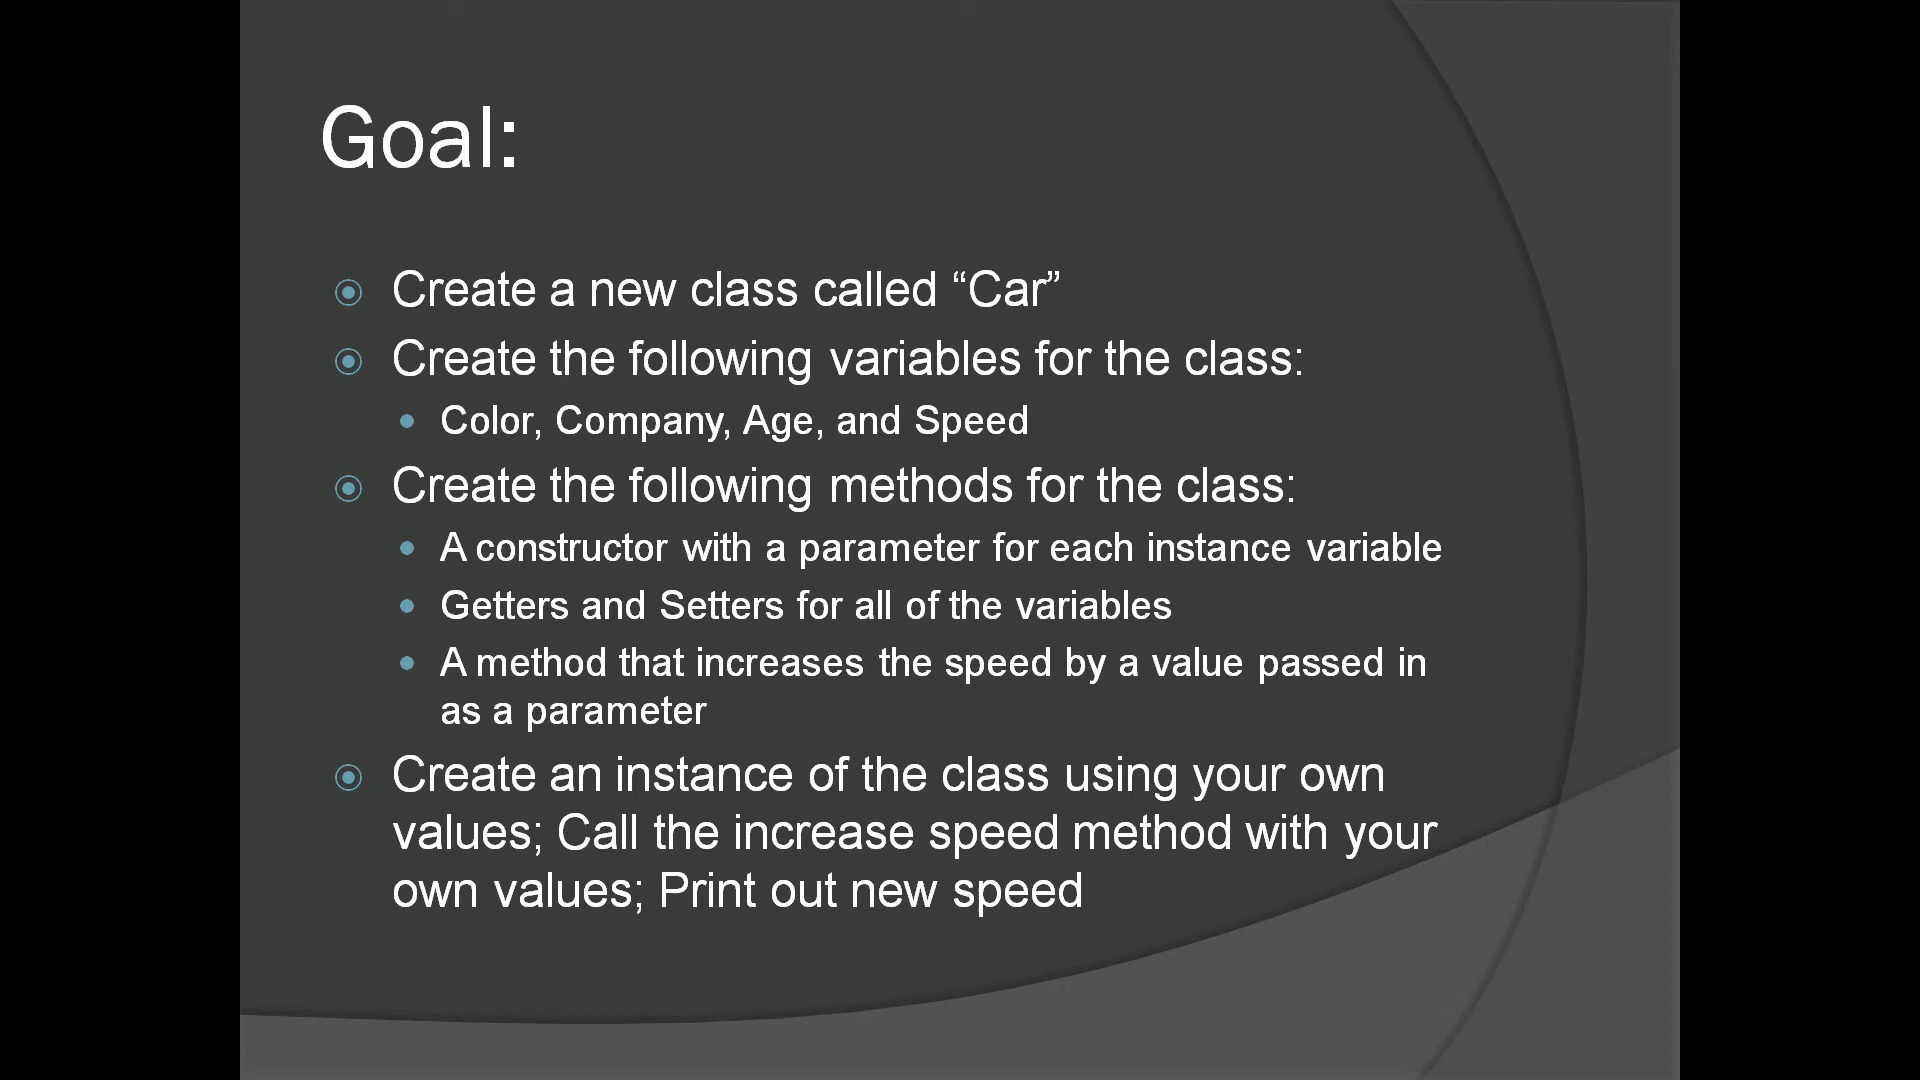 Goal:
Create a new class called “Car”
Create the following variables for the class:
Color, Company, Age, and Speed
Create the following methods for the class:
A constructor with a parameter for each instance variable
Getters and Setters for all of the variables
A method that increases the speed by a value passed in
as a parameter
Create an instance of the class using your own
values; Call the increase speed method with your
own values; Print out new speed